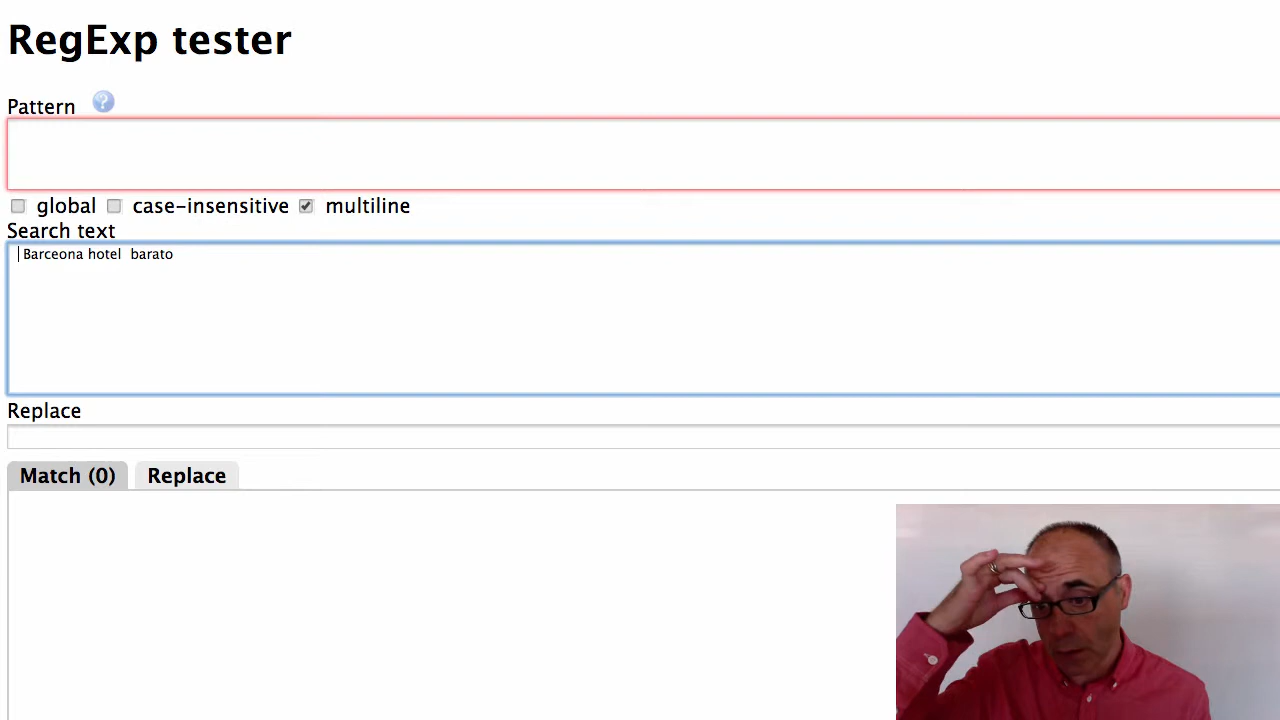 RegExp tester
Pattern ?
global case-insensitive multiline
Search text
Barceona hotel  barato
Replace
Match (0) Replace